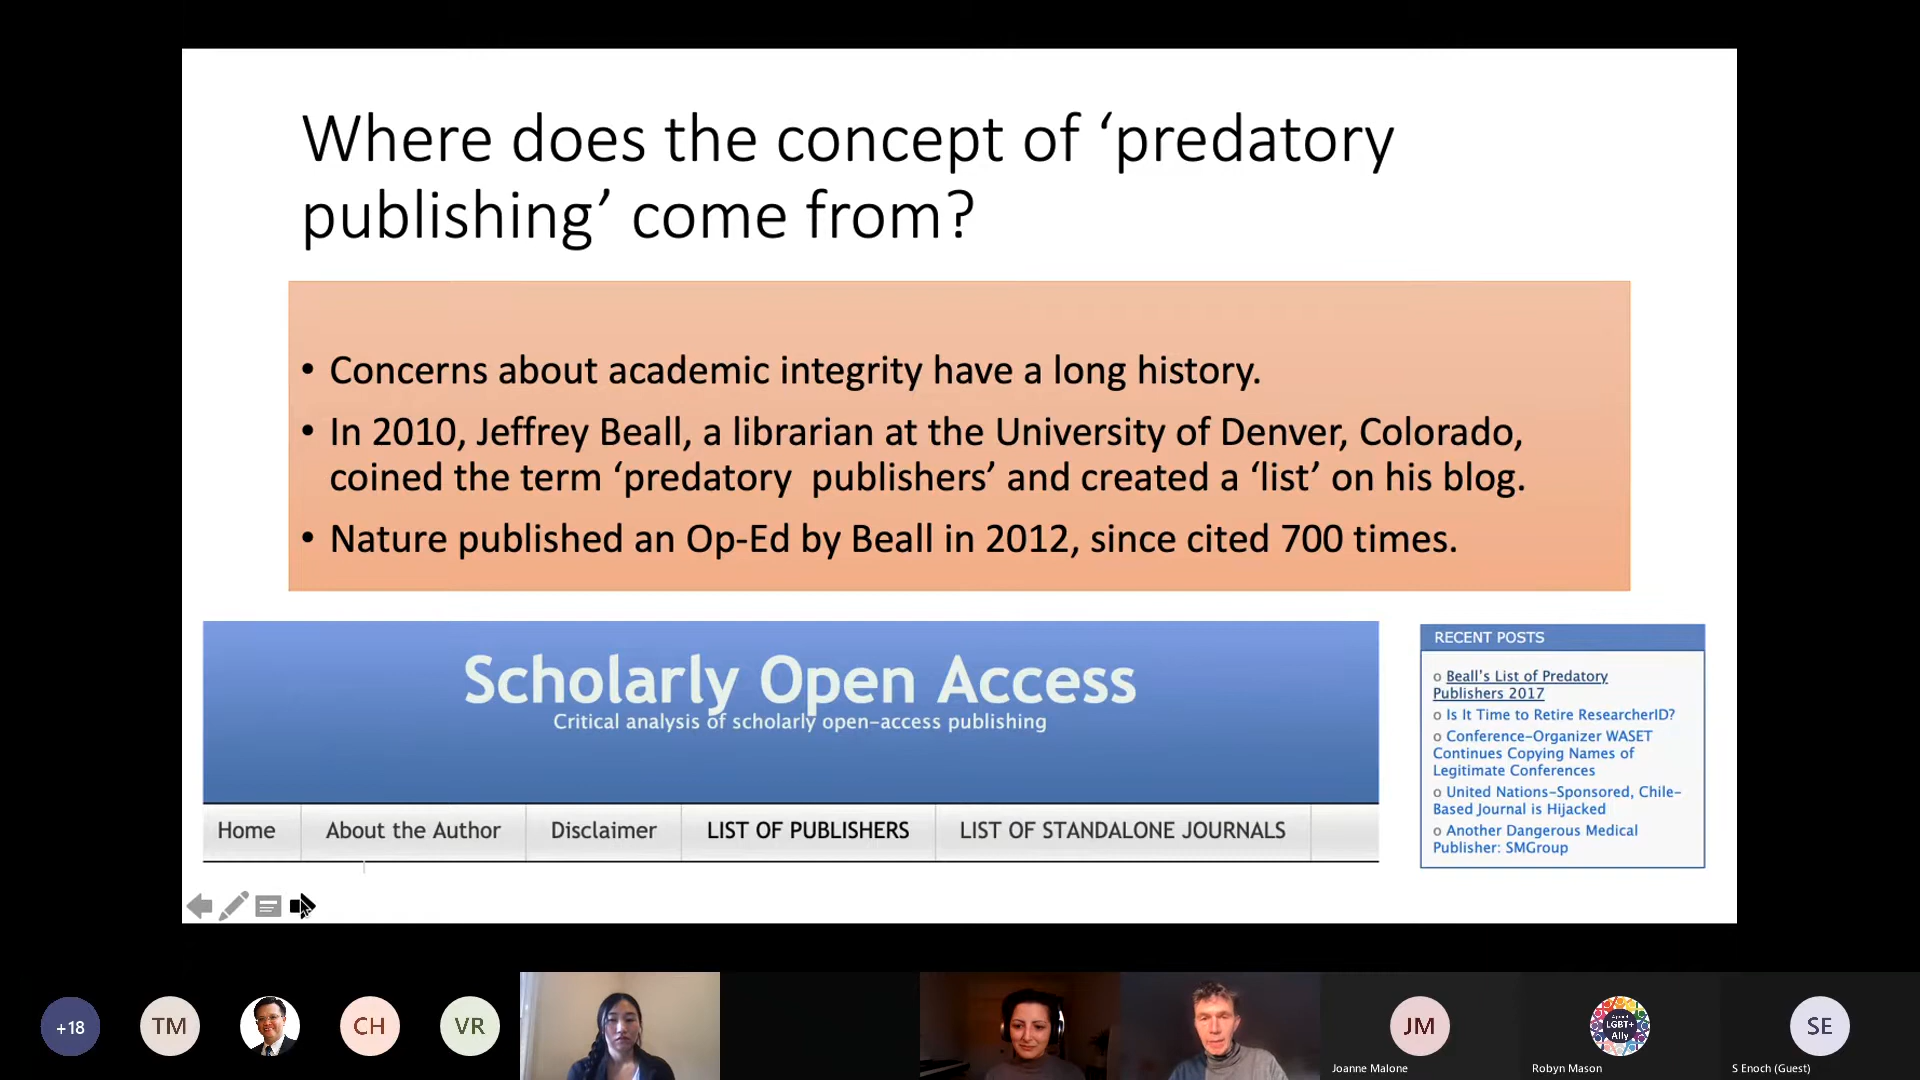 Where does the concept of ‘predatory
publishing’ come from?
• Concerns about academic integrity have a long history.
• In 2010, Jeffrey Beall, a librarian at the University of Denver, Colorado,
coined the term ‘predatory  publishers’ and created a ‘list’ on his blog.
• Nature published an Op-Ed by Beall in 2012, since cited 700 times.
Scholarly Open Access
Critical analysis of scholarly open-access publishing
Home
About the Author
Disclaimer
LIST OF PUBLISHERS
LIST OF STANDALONE JOURNALS
RECENT POSTS
o Beall's List of Predatory
Publishers 2017
o Is It Time to Retire ResearcherID?
o Conference-Organizer WASET
Continues Copying Names of
Legitimate Conferences
o United Nations-Sponsored, Chile-
Based Journal is Hijacked
o Another Dangerous Medical
Publisher: SMGroup
+18
TM
CH
VR
JM
Joanne Malone
LGBT+
Ally
Robyn Mason
SE
S Enoch (Guest)